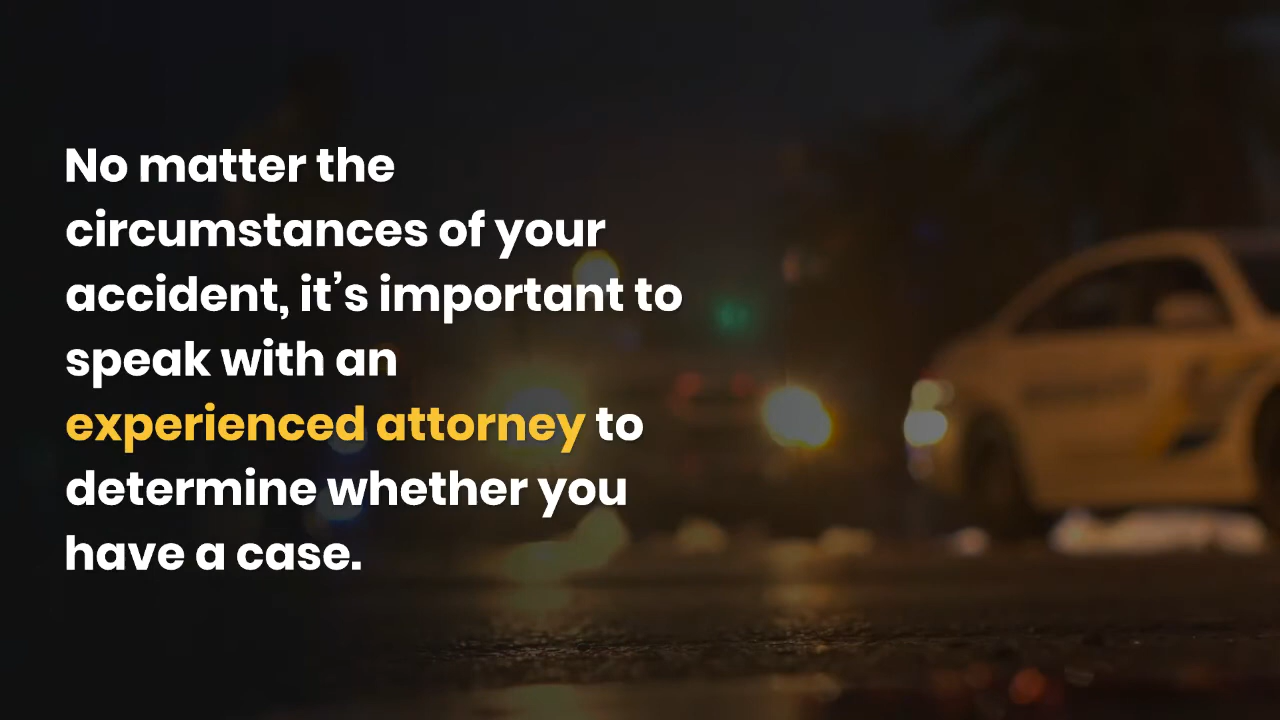 No matter the
circumstances of your
accident, it’s important to
speak with an
experienced attorney to
determine whether you
have a case.